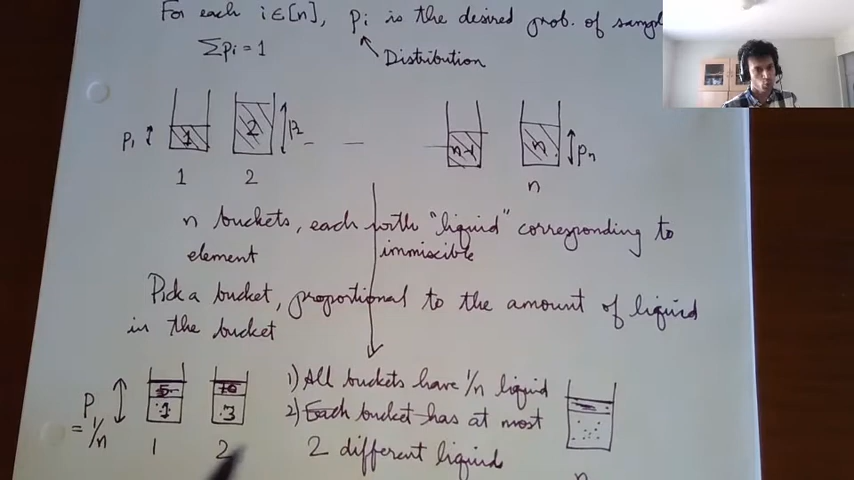 For each i∈[n], pi is the desired prob. of
∑pi = 1
Distribution
p1 1 2 p2 n-1 n pn
1 2 n
n buckets, each with "liquid" corresponding to
element immiscible
Pick a bucket, proportional to the amount of liquid
in the bucket
5 10 1) All buckets have 1/n liquid
P = 1/n 1 3 2) Each bucket has at most
1 2 2 different liquids n